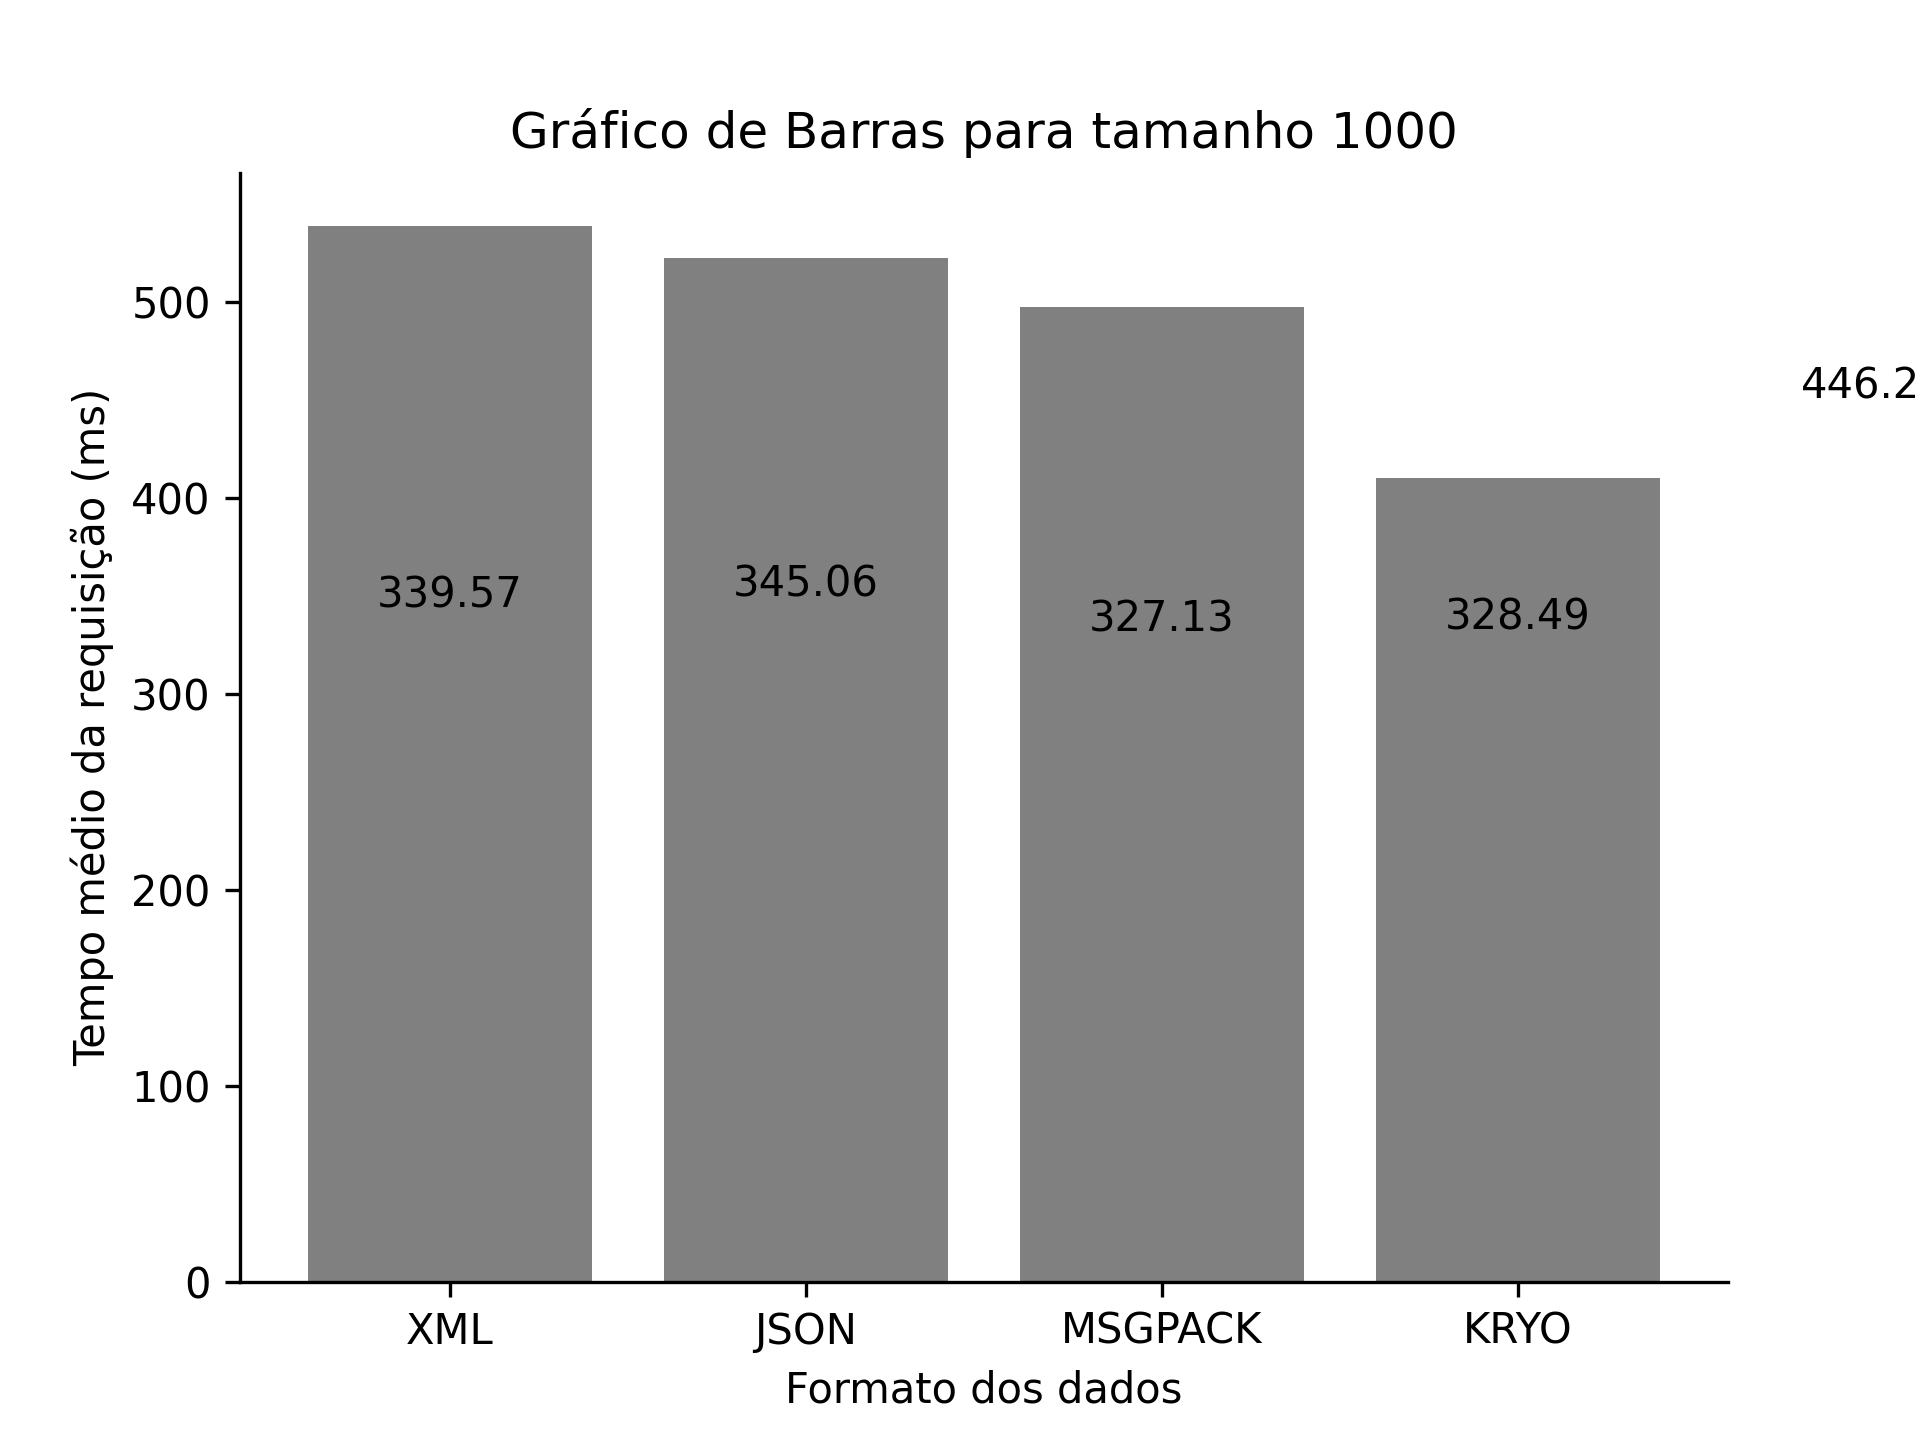 Gráfico de Barras para tamanho 1000
Tempo médio da requisição (ms)
500
400
300
200
100
0
339.57
345.06
327.13
328.49
446.2
XML
JSON
MSGPACK
KRYO
Formato dos dados